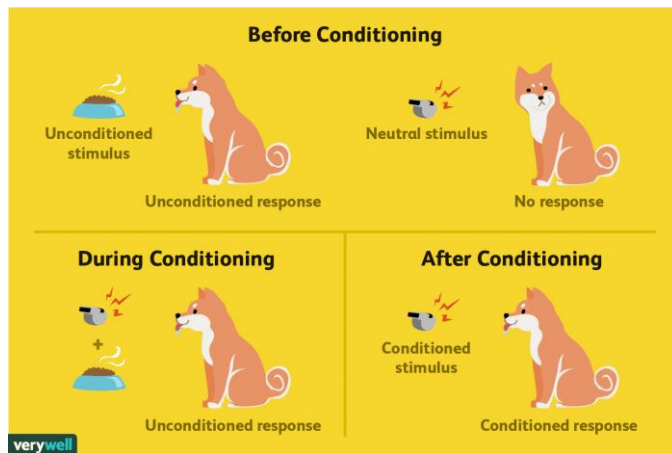 Before Conditioning
Unconditioned
stimulus
Unconditioned response
Neutral stimulus
No response
During Conditioning
+
Unconditioned response
After Conditioning
Conditioned
stimulus
Conditioned response
verywell